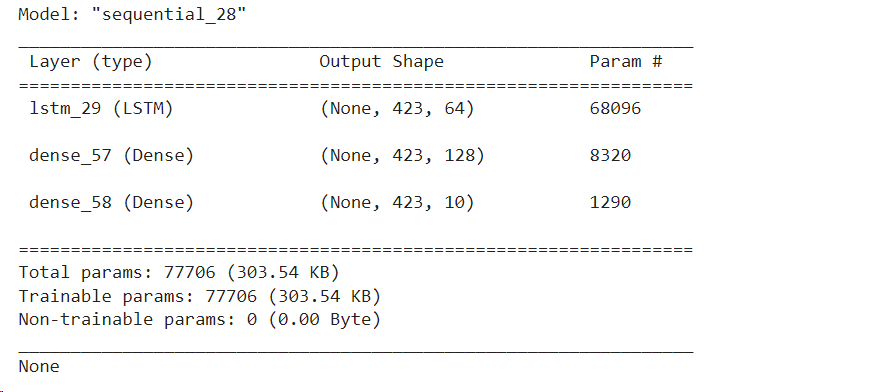 Model: "sequential_28"
_________________________________________________________________
Layer (type) Output Shape Param #
=================================================================
lstm_29 (LSTM) (None, 423, 64) 68096
dense_57 (Dense) (None, 423, 128) 8320
dense_58 (Dense) (None, 423, 10) 1290
=================================================================
Total params: 77706 (303.54 KB)
Trainable params: 77706 (303.54 KB)
Non-trainable params: 0 (0.00 Byte)
_________________________________________________________________
None